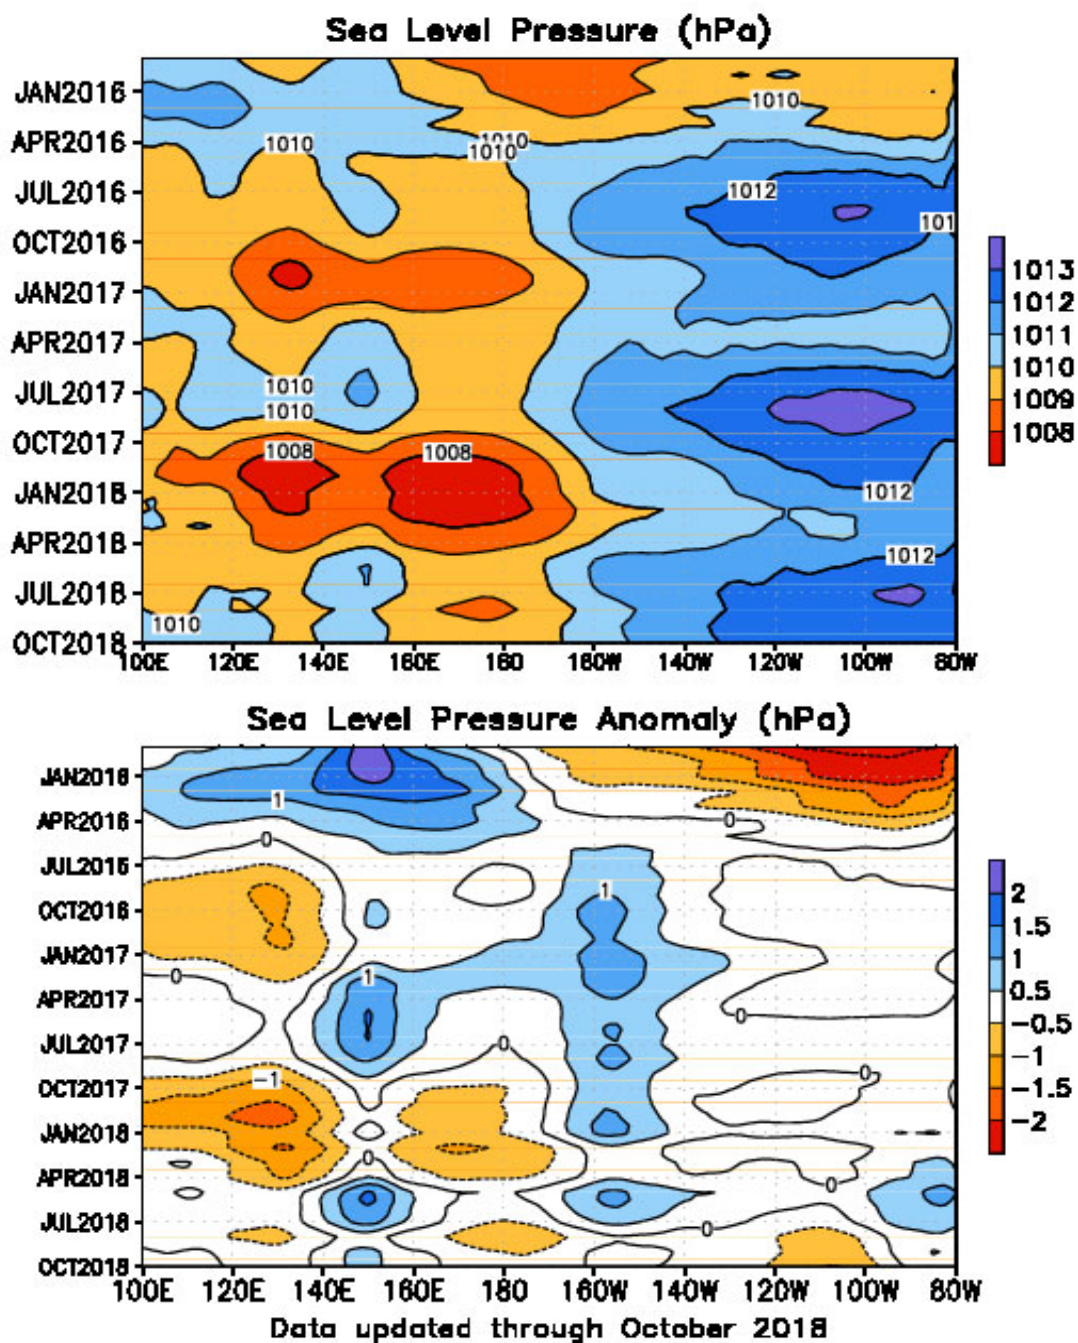 Sea Level Pressure (hPa)
JAN2016
1010
APR2016
1010
1010
1010
JUL2016
1012
101
OCT2016
JAN2017
APR2017
JUL2017
1010
1010
OCT2017
1008
1008
JAN2018
1012
APR2018
1012
JUL2018
1010
OCT2018
100E 120E 140E 160E 180 160W 140W 120W 100W 80W
1013
1012
1011
1010
1009
1008
Sea Level Pressure Anomaly (hPa)
JAN2016
1
APR2016
0
0
JUL2016
1
OCT2016
JAN2017
0
1
APR2017
0
JUL2017
0
OCT2017
-1
0
JAN2018
0
APR2018
0
JUL2018
0
OCT2018
100E 120E 140E 160E 180 160W 140W 120W 100W 80W
2
1.5
1
0.5
-0.5
-1
-1.5
-2
Data updated through October 2018